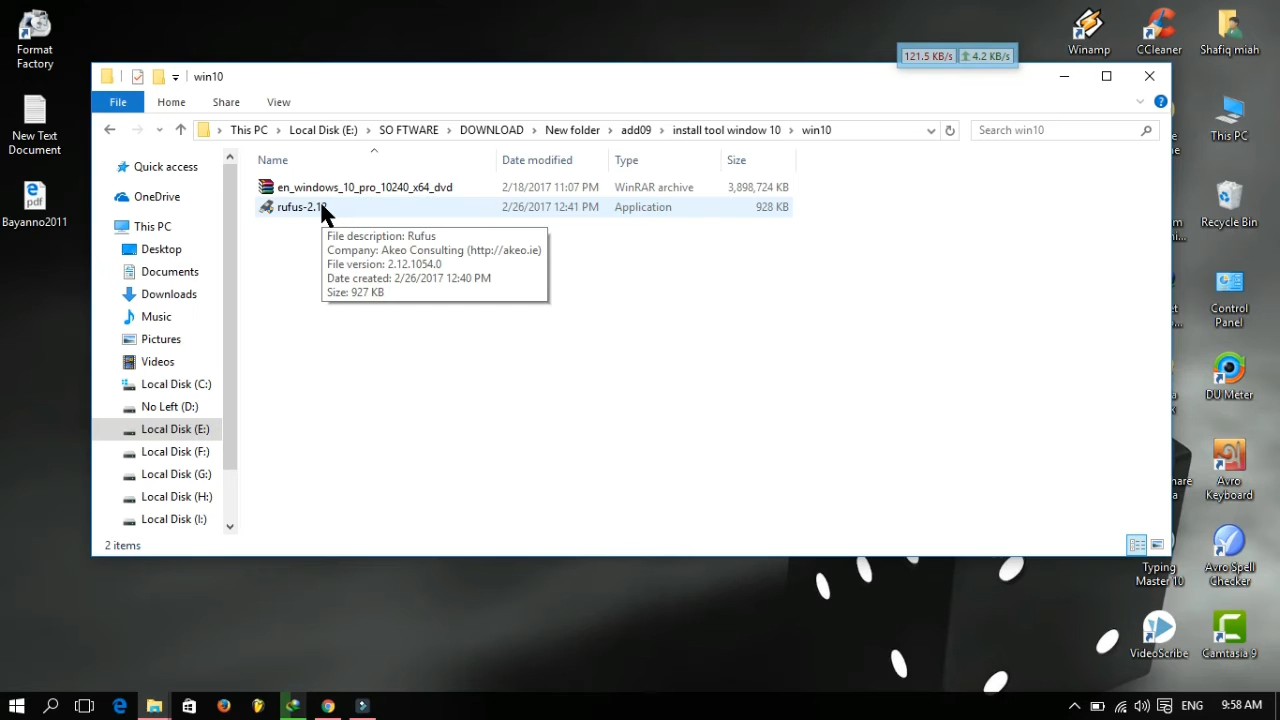 Format
Factory
New Text
Document
Bayanno2011
Winamp
CCleaner
Shafiq miah
This PC
Recycle Bin
Control
Panel
DU Meter
Avro
Keyboard
Typing
Master 10
Avro Spell
Checker
VideoScribe
Camtasia 9
121.5 KB/s
4.2 KB/s
win10
File
Home
Share
View
This PC
Local Disk (E:)
SO FTWARE
DOWNLOAD
New folder
add09
install tool window 10
win10
Search win10
Quick access
OneDrive
This PC
Desktop
Documents
Downloads
Music
Pictures
Videos
Local Disk (C:)
No Left (D:)
Local Disk (E:)
Local Disk (F:)
Local Disk (G:)
Local Disk (H:)
Local Disk (I:)
Name Date modified Type Size
en_windows_10_pro_10240_x64_dvd 2/18/2017 11:07 PM WinRAR archive 3,898,724 KB
rufus-2.12 2/26/2017 12:41 PM Application 928 KB
File description: Rufus
Company: Akeo Consulting (http://akeo.ie)
File version: 2.12.1054.0
Date created: 2/26/2017 12:40 PM
Size: 927 KB
2 items
ENG
9:58 AM